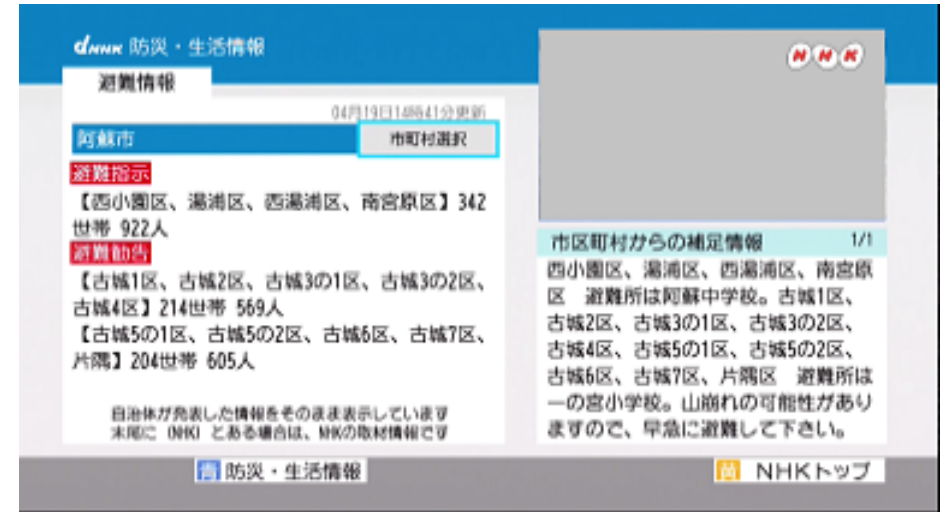 dNHK 防災・生活情報
避難情報
04月19日14時41分更新
阿蘇市
市町村選択
避難指示
【西小園区、湯浦区、西湯浦区、南宮原区】342
世帯 922人
避難勧告
【古城1区、古城2区、古城3の1区、古城3の2区、
古城4区】214世帯 569人
【古城5の1区、古城5の2区、古城6区、古城7区、
片隅】204世帯 605人
自治体が発表した情報をそのまま表示しています
末尾に (NHK) とある場合は、NHKの取材情報です
NHK
市区町村からの補足情報 1/1
西小園区、湯浦区、西湯浦区、南宮原
区 避難所は阿蘇中学校。古城1区、
古城2区、古城3の1区、古城3の2区、
古城4区、古城5の1区、古城5の2区、
古城6区、古城7区、片隅区 避難所は
一の宮小学校。山崩れの可能性があり
ますので、早急に避難して下さい。
青 防災・生活情報
黄 NHKトップ